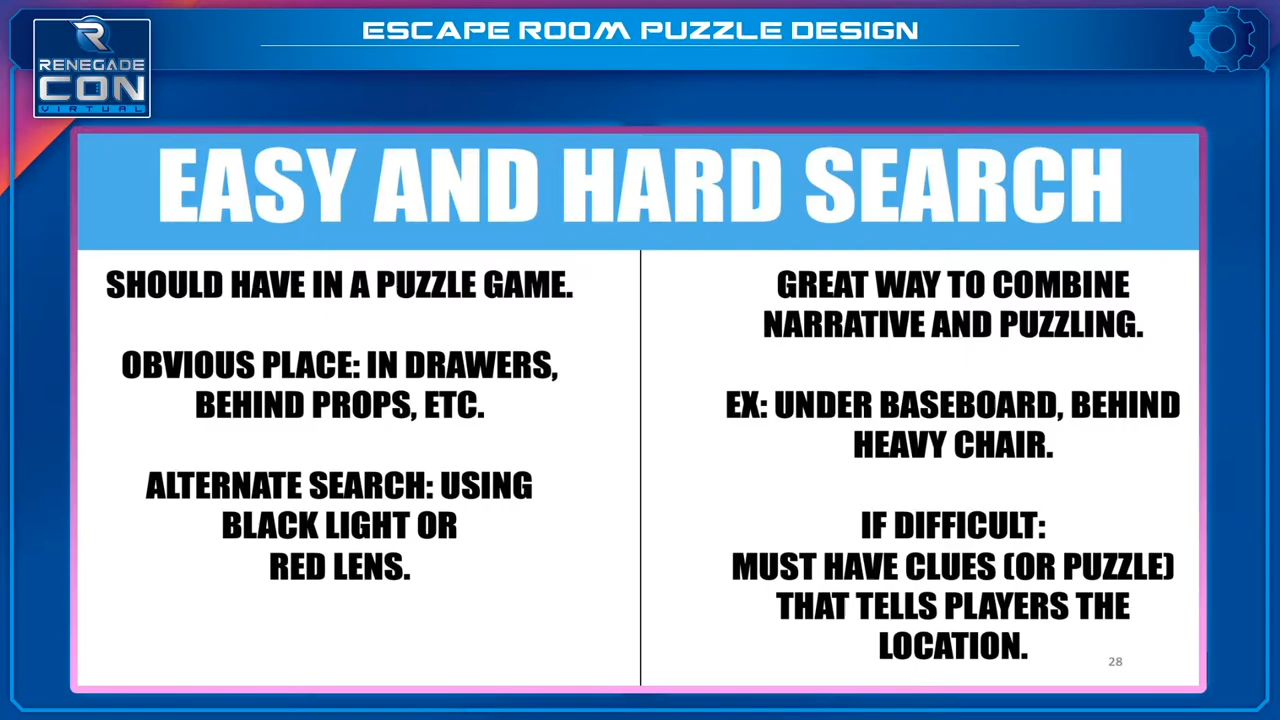 ESCAPE ROOM PUZZLE DESIGN
R
RENEGADE
CON
VIRTUAL
EASY AND HARD SEARCH
SHOULD HAVE IN A PUZZLE GAME.
OBVIOUS PLACE: IN DRAWERS,
BEHIND PROPS, ETC.
ALTERNATE SEARCH: USING
BLACK LIGHT OR
RED LENS.
GREAT WAY TO COMBINE
NARRATIVE AND PUZZLING.
EX: UNDER BASEBOARD, BEHIND
HEAVY CHAIR.
IF DIFFICULT:
MUST HAVE CLUES (OR PUZZLE)
THAT TELLS PLAYERS THE
LOCATION.
28